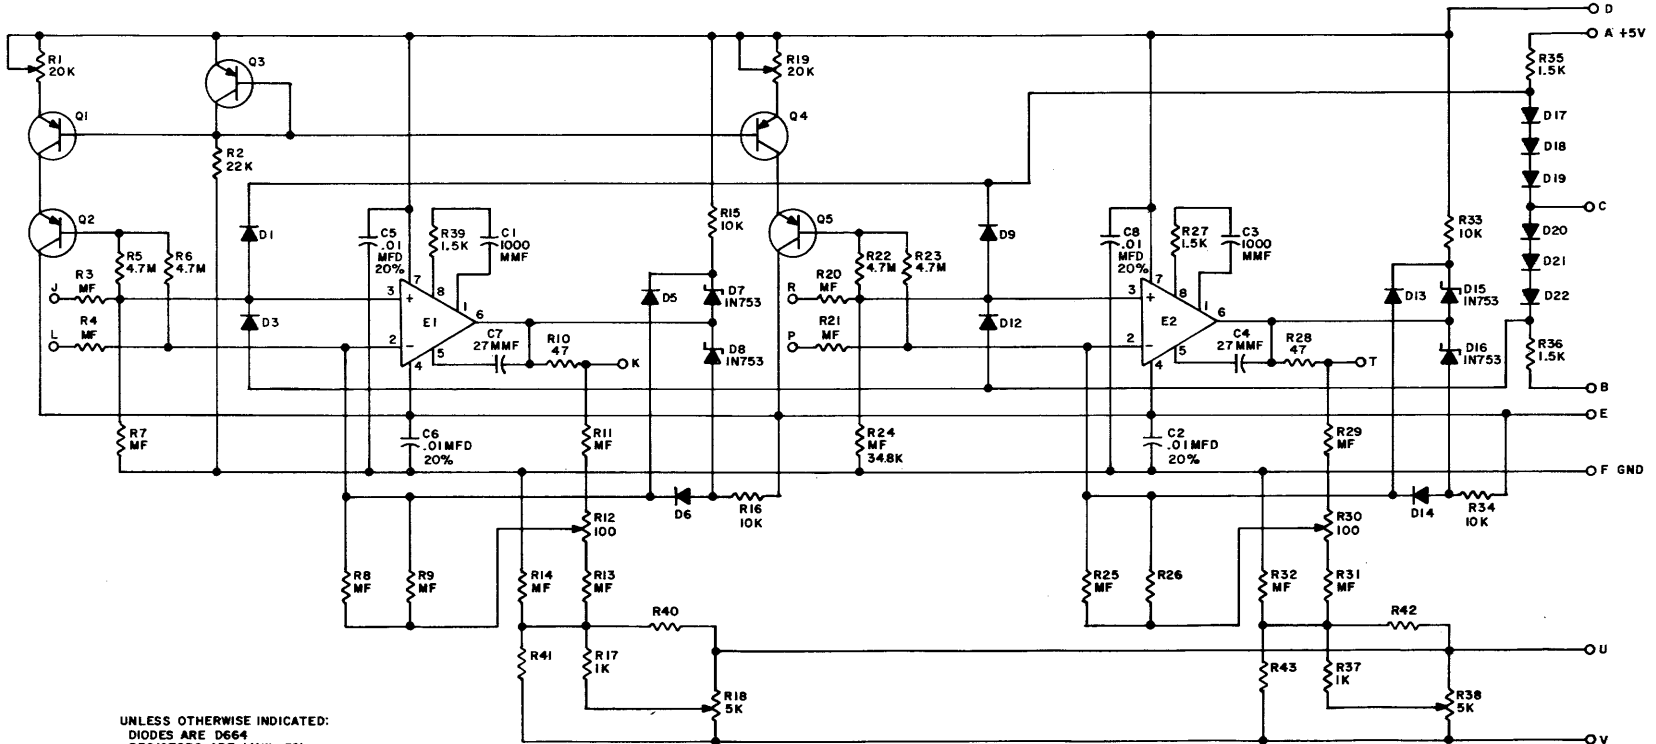 D
A +5V
R1
20K
Q3
R19
20K
R35
1.5K
Q1
Q4
D17
R2
22K
D18
D19
C
Q2
R5
4.7M
R6
4.7M
D1
C5
.01
MFD
20%
R39
1.5K
C1
1000
MMF
R15
10K
Q5
R22
4.7M
R23
4.7M
D9
C8
.01
MFD
20%
R27
1.5K
C3
1000
MMF
R33
10K
D20
D21
D22
J
R3
MF
3
+
7
8
1
E1
6
D5
D7
IN753
R
R20
MF
3
+
7
8
1
E2
6
D13
D15
IN753
L
R4
MF
D3
2
-
5
4
C7
27MMF
R10
47
K
D8
IN753
P
R21
MF
D12
2
-
5
4
C4
27MMF
R28
47
T
D16
IN753
R36
1.5K
B
E
R7
MF
C6
.01MFD
20%
R11
MF
R24
MF
34.8K
C2
.01MFD
20%
R29
MF
F GND
D6
R16
10K
D14
R34
10K
R12
100
R30
100
R8
MF
R9
MF
R14
MF
R13
MF
R25
MF
R26
R32
MF
R31
MF
R40
R42
R41
R17
1K
U
R43
R37
1K
R18
5K
R38
5K
V
UNLESS OTHERWISE INDICATED:
DIODES ARE D664